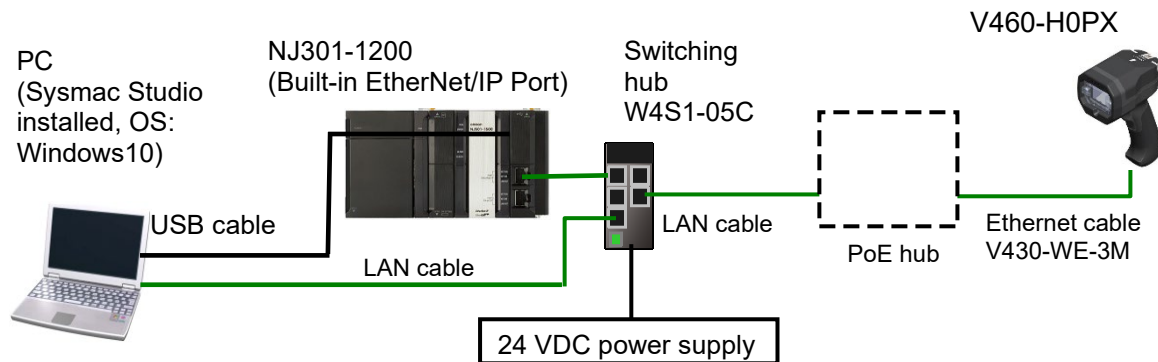 PC
(Sysmac Studio
installed, OS:
Windows10)
NJ301-1200
(Built-in EtherNet/IP Port)
Switching
hub
W4S1-05C
V460-H0PX
USB cable
LAN cable
LAN cable
PoE hub
Ethernet cable
V430-WE-3M
24 VDC power supply